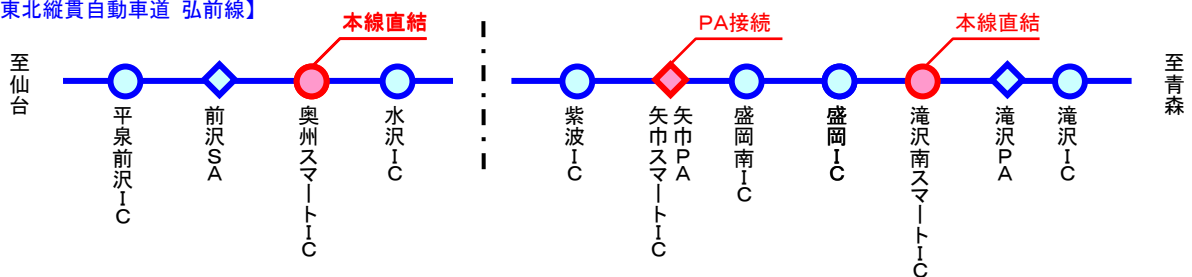 東北縦貫自動車道 弘前線】
本線直結
PA接続
本線直結
至仙台
平泉前沢IC
前沢SA
奥州スマートIC
水沢IC
紫波IC
矢巾PA
矢巾スマートIC
盛岡南IC
盛岡IC
滝沢南スマートIC
滝沢PA
滝沢IC
至青森